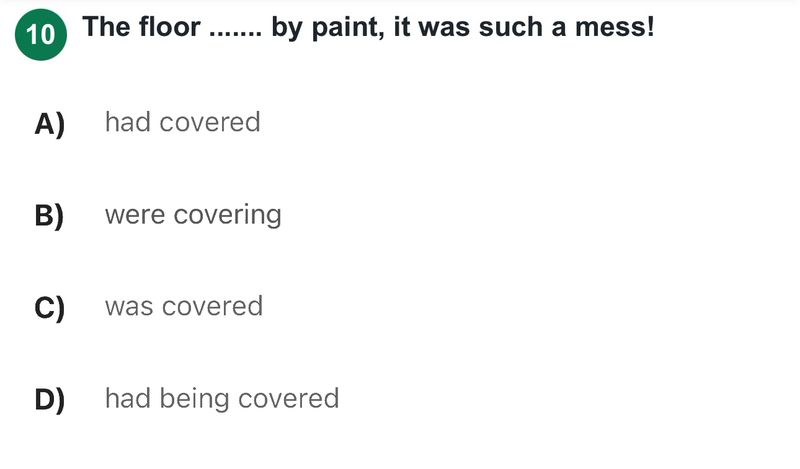 10 The floor ....... by paint, it was such a mess!
A) had covered
B) were covering
C) was covered
D) had being covered